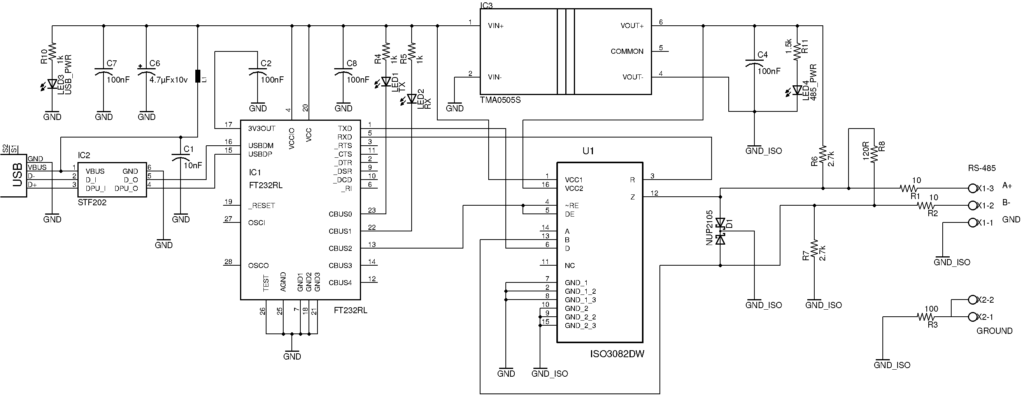 IC3
R10
1k
LED3
USB_PWR
GND
C7
100nF
GND
C6
4.7µFx10v
GND
L1
C2
100nF
GND
C8
100nF
GND
R4
1k
LED1
TX
R5
1k
LED2
RX
1
VIN+
2
VIN-
GND
TMA0505S
VOUT+
6
COMMON
5
VOUT-
4
C4
100nF
1.5k
R11
LED4
485_PWR
GND_ISO
S2
S1
USB
GND
VBUS
D-
D+
GND
IC2
1
VBUS
GND
6
2
D_I
D_O
5
3
DPU_I
DPU_O
4
STF202
GND
C1
10nF
GND
17
3V3OUT
16
USBDM
15
USBDP
4
VCCIO
20
VCC
IC1
FT232RL
19
_RESET
27
OSCI
28
OSCO
TXD
1
RXD
5
_RTS
3
_CTS
11
_DTR
2
_DSR
9
_DCD
10
_RI
6
CBUS0
23
CBUS1
22
CBUS2
13
CBUS3
14
CBUS4
12
TEST
AGND
GND1
GND2
GND3
26
25
7
18
21
FT232RL
GND
U1
1
VCC1
16
VCC2
4
~RE
5
DE
14
A
13
B
6
D
11
NC
7
GND_1
2
GND_1_2
8
GND_1_3
10
GND_2
9
GND_2_2
15
GND_2_3
R
3
Z
12
ISO3082DW
GND
GND_ISO
NUP2105
D1
GND_ISO
R6
2.7k
120R
R8
R7
2.7k
GND_ISO
10
R1
10
R2
RS-485
X1-3
A+
X1-2
B-
X1-1
GND
GND_ISO
X2-2
X2-1
GROUND
100
R3
GND_ISO